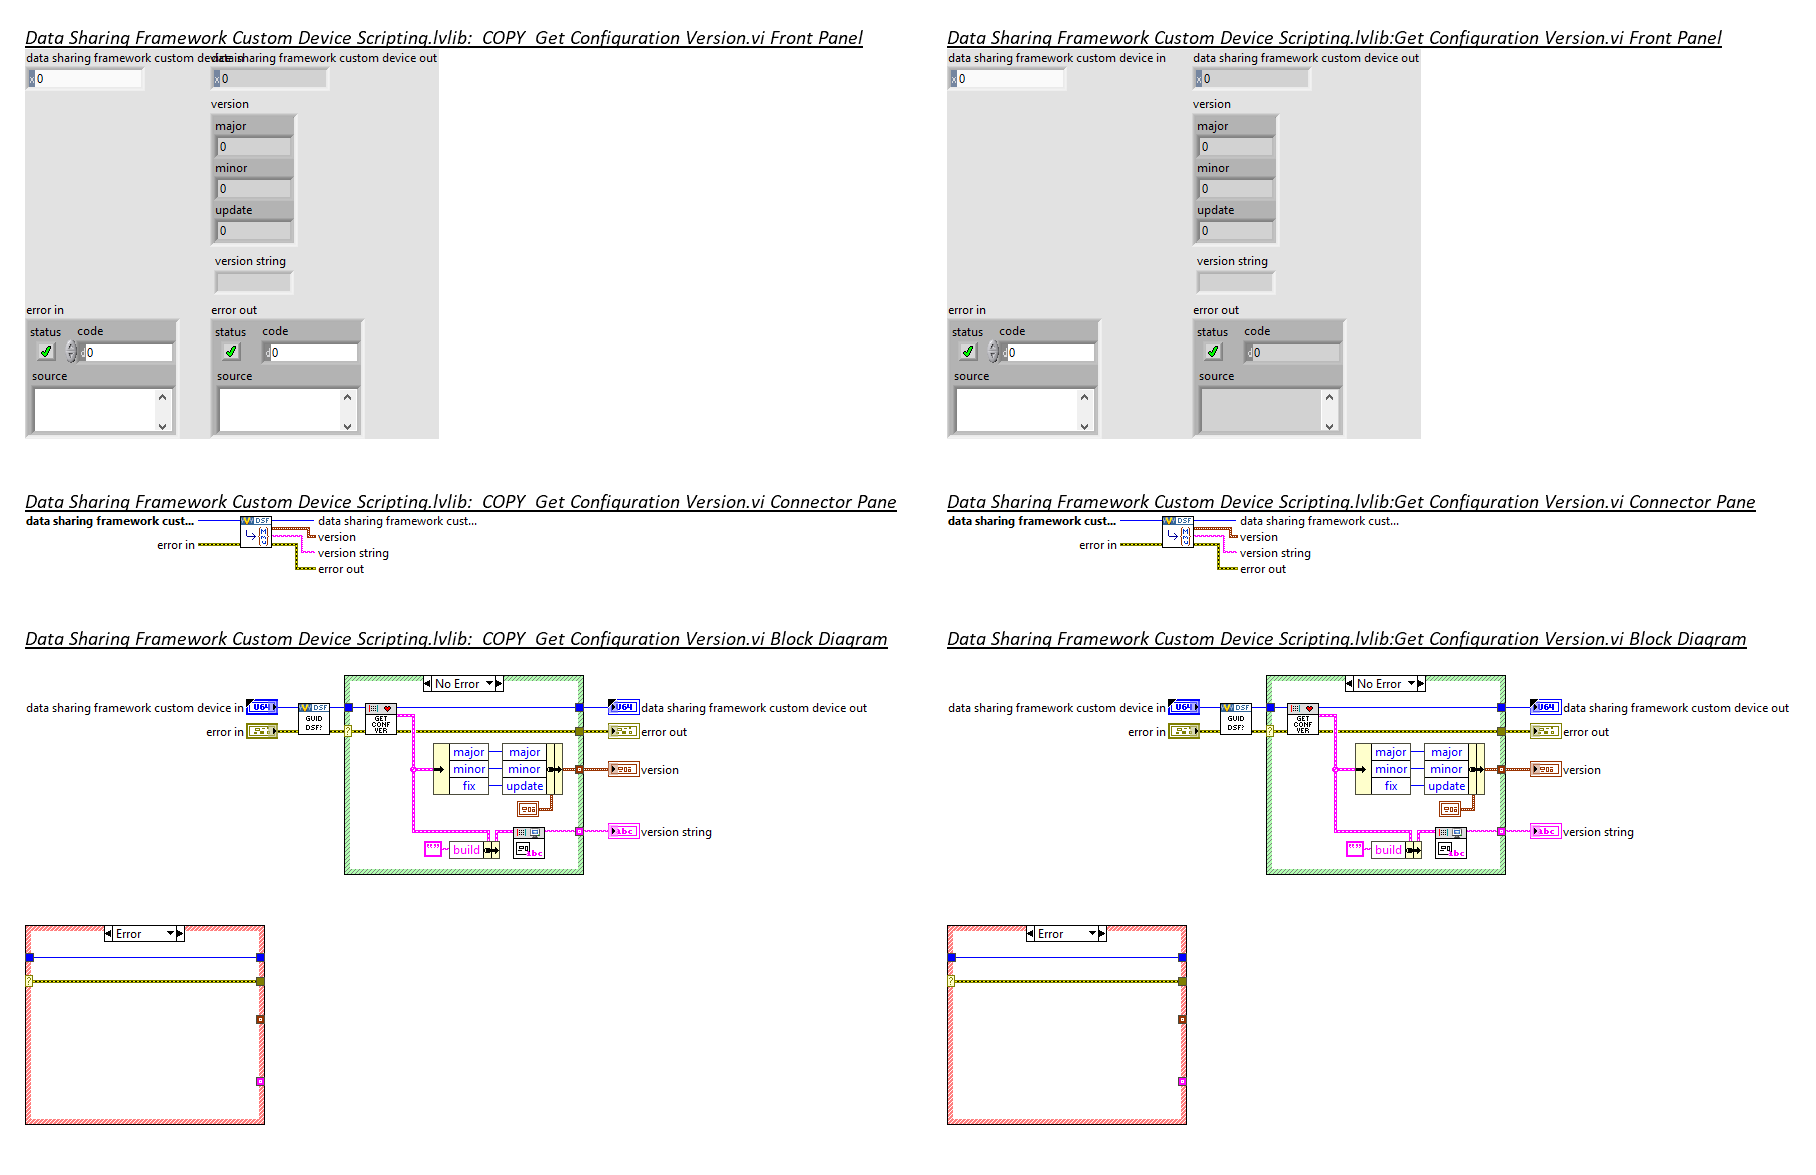 Data Sharing Framework Custom Device Scripting.lvlib:  COPY  Get Configuration Version.vi Front Panel
data sharing framework custom device in
data sharing framework custom device out
x 0
x 0
version
major
0
minor
0
update
0
version string
error in
error out
status code
status code
d 0
d 0
source
source
Data Sharing Framework Custom Device Scripting.lvlib:  COPY  Get Configuration Version.vi Connector Pane
data sharing framework cust...
DSF
data sharing framework cust...
version
error in
version string
error out
Data Sharing Framework Custom Device Scripting.lvlib:  COPY  Get Configuration Version.vi Block Diagram
No Error
data sharing framework custom device in
U64
DSF
GUID
DSF?
GET
CONF
VER
U64
data sharing framework custom device out
error in
?
error out
major major
minor minor
fix update
version
build
abc
abc
version string
Error
?
Data Sharing Framework Custom Device Scripting.lvlib:Get Configuration Version.vi Front Panel
data sharing framework custom device in
data sharing framework custom device out
x 0
x 0
version
major
0
minor
0
update
0
version string
error in
error out
status code
status code
d 0
d 0
source
source
Data Sharing Framework Custom Device Scripting.lvlib:Get Configuration Version.vi Connector Pane
data sharing framework cust...
DSF
data sharing framework cust...
version
error in
version string
error out
Data Sharing Framework Custom Device Scripting.lvlib:Get Configuration Version.vi Block Diagram
No Error
data sharing framework custom device in
U64
DSF
GUID
DSF?
GET
CONF
VER
U64
data sharing framework custom device out
error in
?
error out
major major
minor minor
fix update
version
build
abc
abc
version string
Error
?